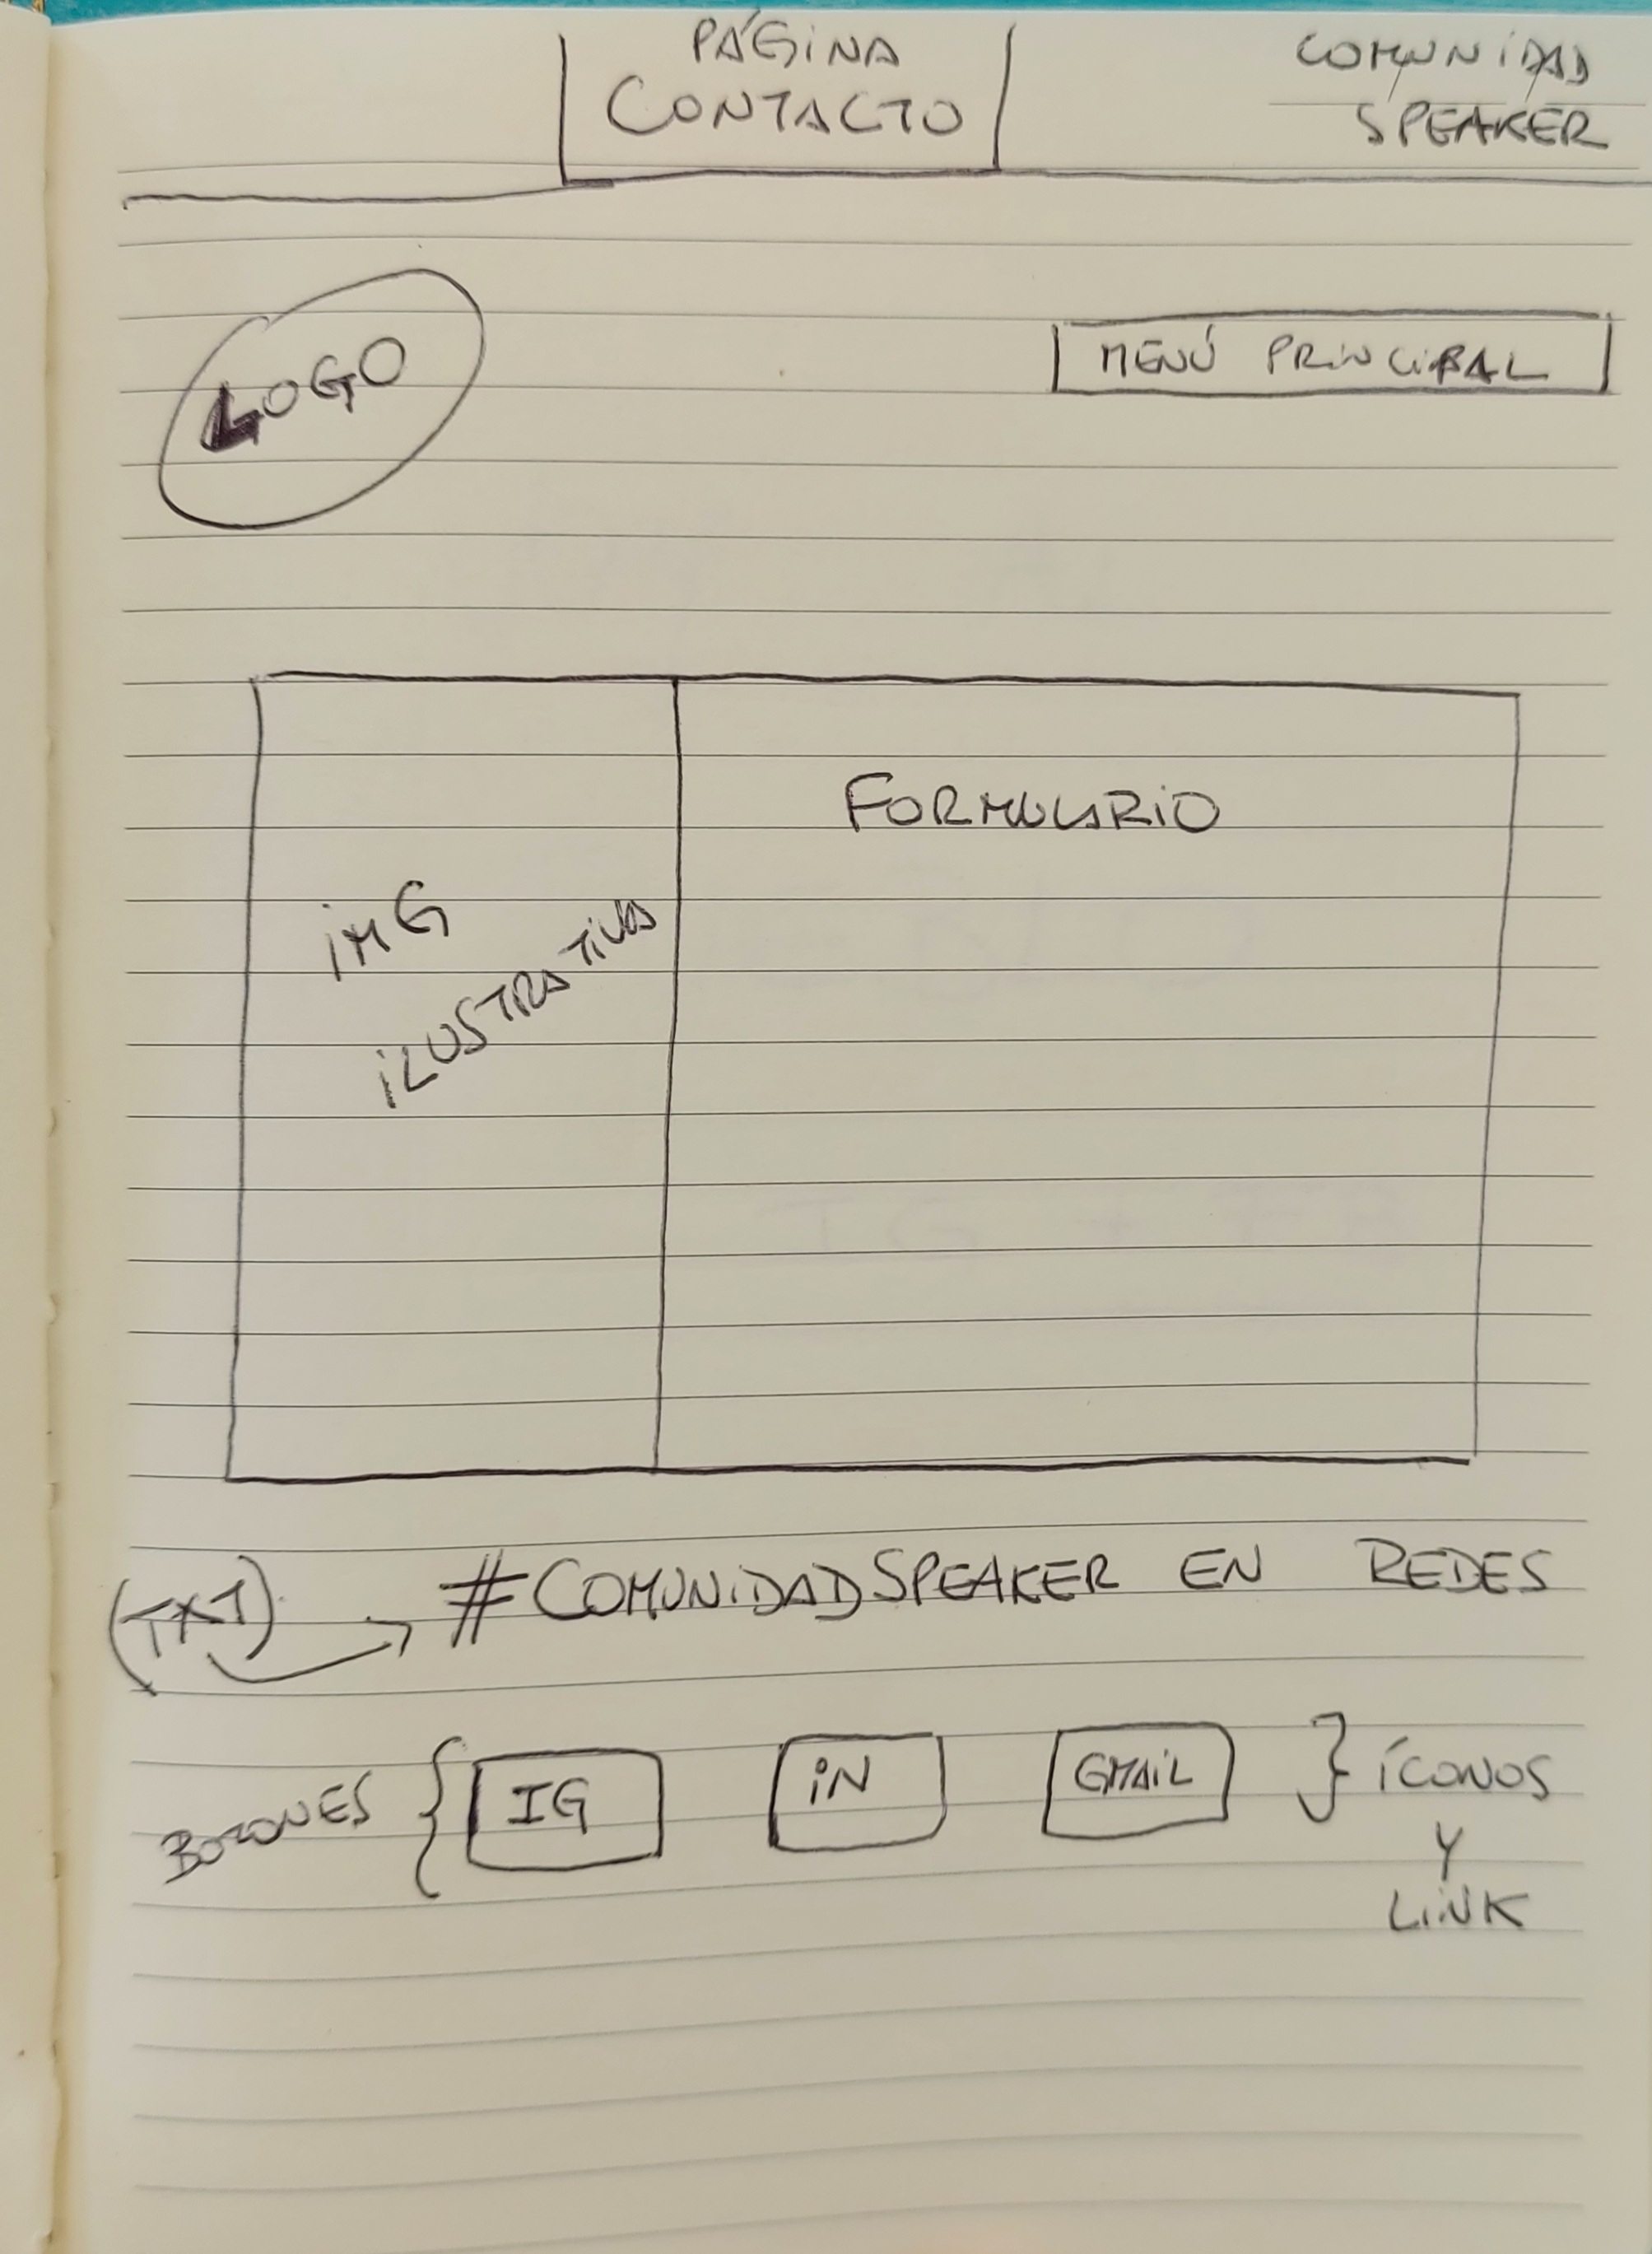 PÁGINA
CONTACTO
COMUNIDAD
SPEAKER
LOGO
MENÚ PRINCIPAL
FORMULARIO
IMG
ILUSTRATIVA
(TXT) #COMUNIDADSPEAKER EN REDES
BOTONES { IG iN GMAIL } ÍCONOS
Y
LINK